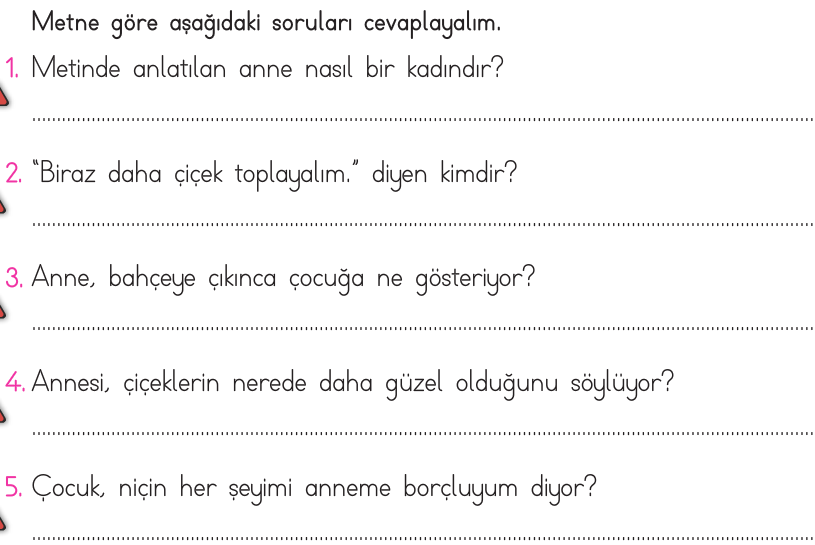 Metne göre aşağıdaki soruları cevaplayalım.
1. Metinde anlatılan anne nasıl bir kadındır?
2. “Biraz daha çiçek toplayalım.” diyen kimdir?
3. Anne, bahçeye çıkınca çocuğa ne gösteriyor?
4. Annesi, çiçeklerin nerede daha güzel olduğunu söylüyor?
5. Çocuk, niçin her şeyimi anneme borçluyum diyor?